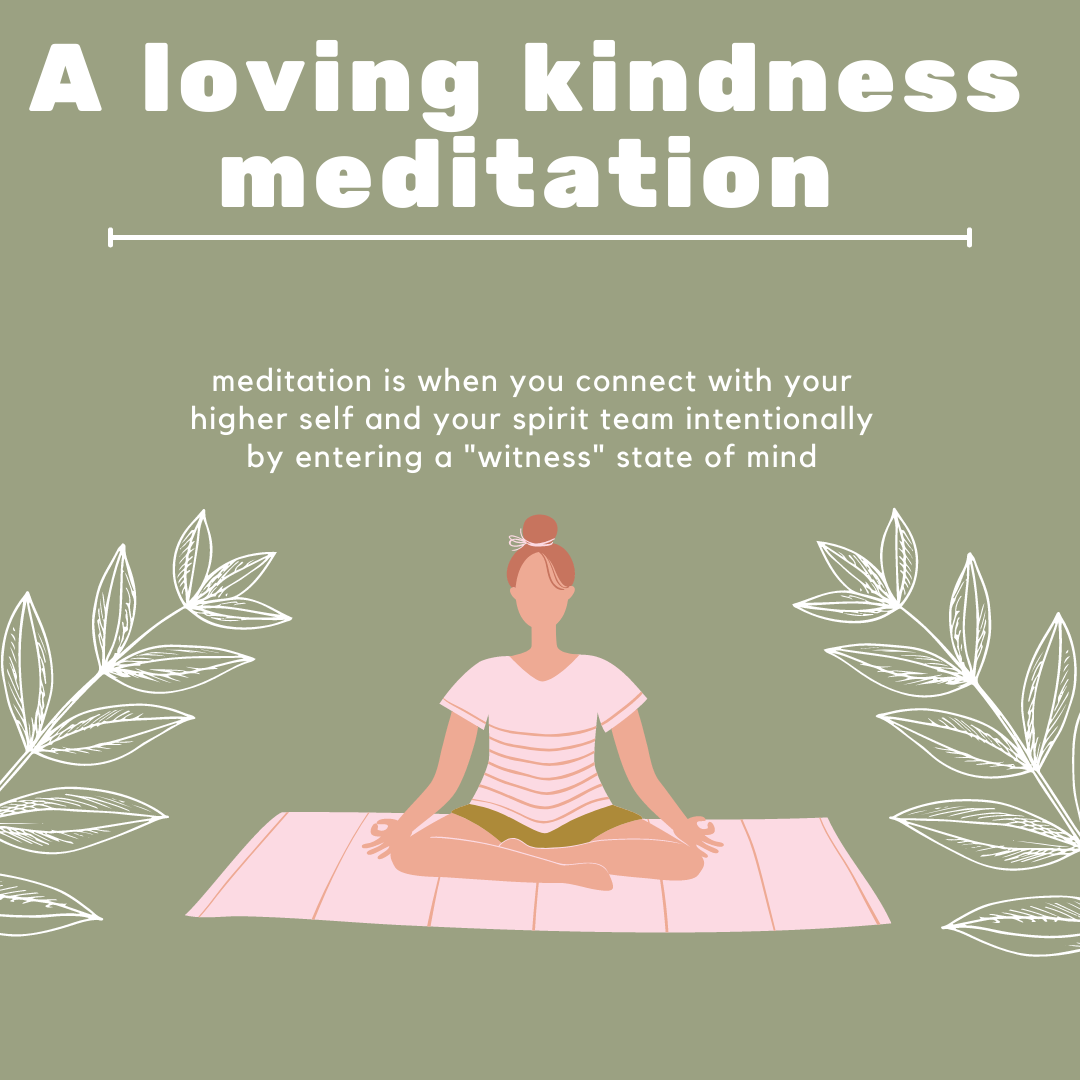 A loving kindness
meditation
meditation is when you connect with your
higher self and your spirit team intentionally
by entering a "witness" state of mind